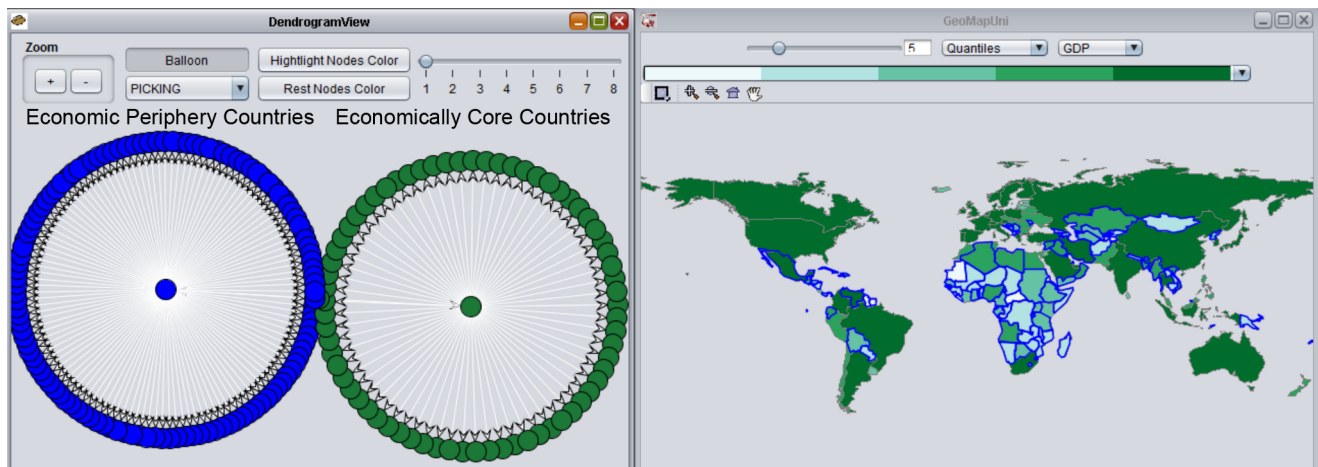 DendrogramView
Zoom
+
-
Balloon
PICKING
Hightlight Nodes Color
Rest Nodes Color
1 2 3 4 5 6 7 8
Economic Periphery Countries
Economically Core Countries
GeoMapUni
5
Quantiles
GDP